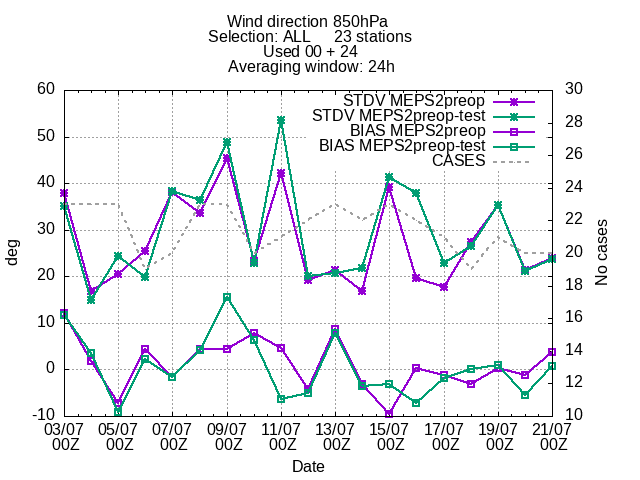 Wind direction 850hPa
Selection: ALL 23 stations
Used 00 + 24
Averaging window: 24h
STDV MEPS2preop
STDV MEPS2preop-test
BIAS MEPS2preop
BIAS MEPS2preop-test
CASES
60
50
40
30
20
10
0
-10
deg
30
28
26
24
22
20
18
16
14
12
10
No cases
03/07 05/07 07/07 09/07 11/07 13/07 15/07 17/07 19/07 21/07
00Z 00Z 00Z 00Z 00Z 00Z 00Z 00Z 00Z 00Z
Date